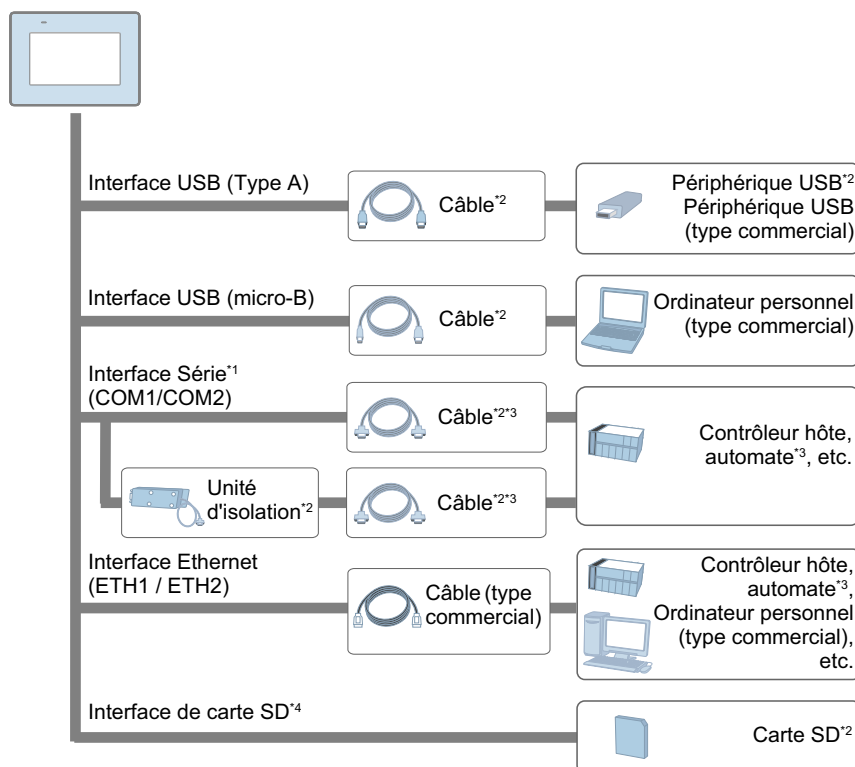 Interface USB (Type A)
Câble*2
Périphérique USB*2
Périphérique USB
(type commercial)
Interface USB (micro-B)
Câble*2
Ordinateur personnel
(type commercial)
Interface Série*1
(COM1/COM2)
Câble*2*3
Contrôleur hôte,
automate*3, etc.
Unité
d'isolation*2
Câble*2*3
Interface Ethernet
(ETH1 / ETH2)
Câble (type
commercial)
Contrôleur hôte,
automate*3,
Ordinateur personnel
(type commercial),
etc.
Interface de carte SD*4
Carte SD*2